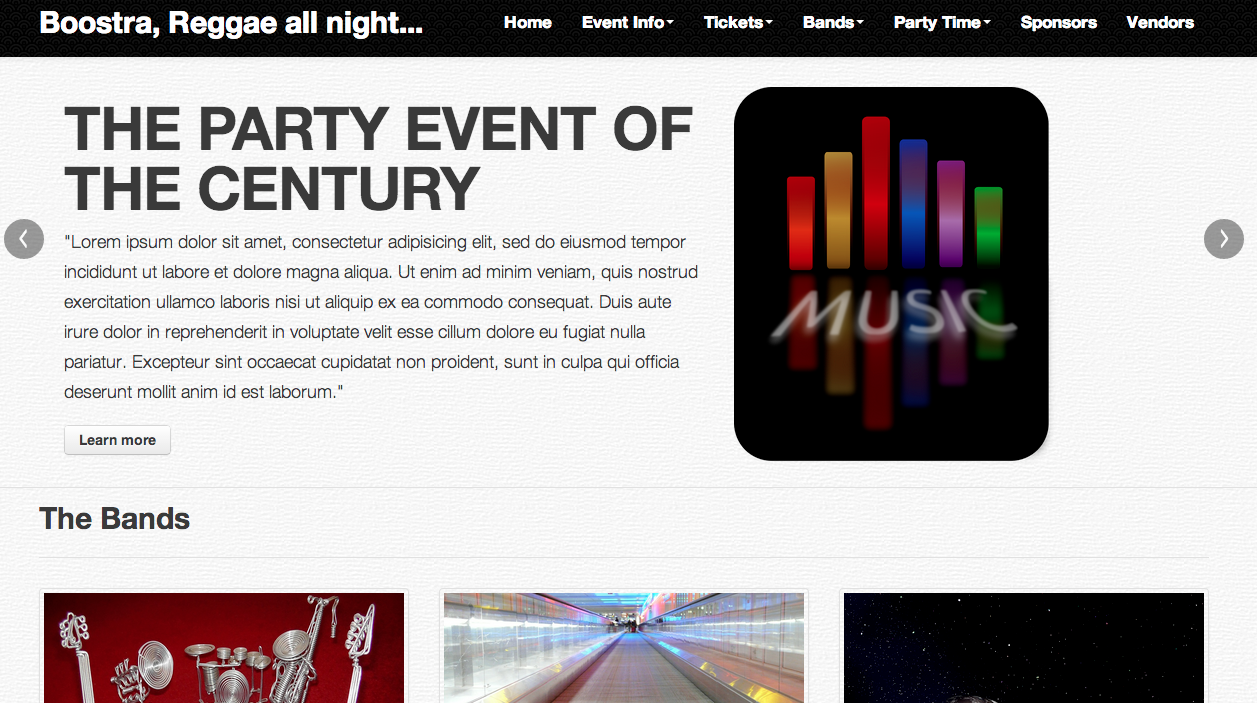 Boostra, Reggae all night...
Home Event Info Tickets Bands Party Time Sponsors Vendors
THE PARTY EVENT OF
THE CENTURY
"Lorem ipsum dolor sit amet, consectetur adipisicing elit, sed do eiusmod tempor
incididunt ut labore et dolore magna aliqua. Ut enim ad minim veniam, quis nostrud
exercitation ullamco laboris nisi ut aliquip ex ea commodo consequat. Duis aute
irure dolor in reprehenderit in voluptate velit esse cillum dolore eu fugiat nulla
pariatur. Excepteur sint occaecat cupidatat non proident, sunt in culpa qui officia
deserunt mollit anim id est laborum."
Learn more
MUSIC
The Bands